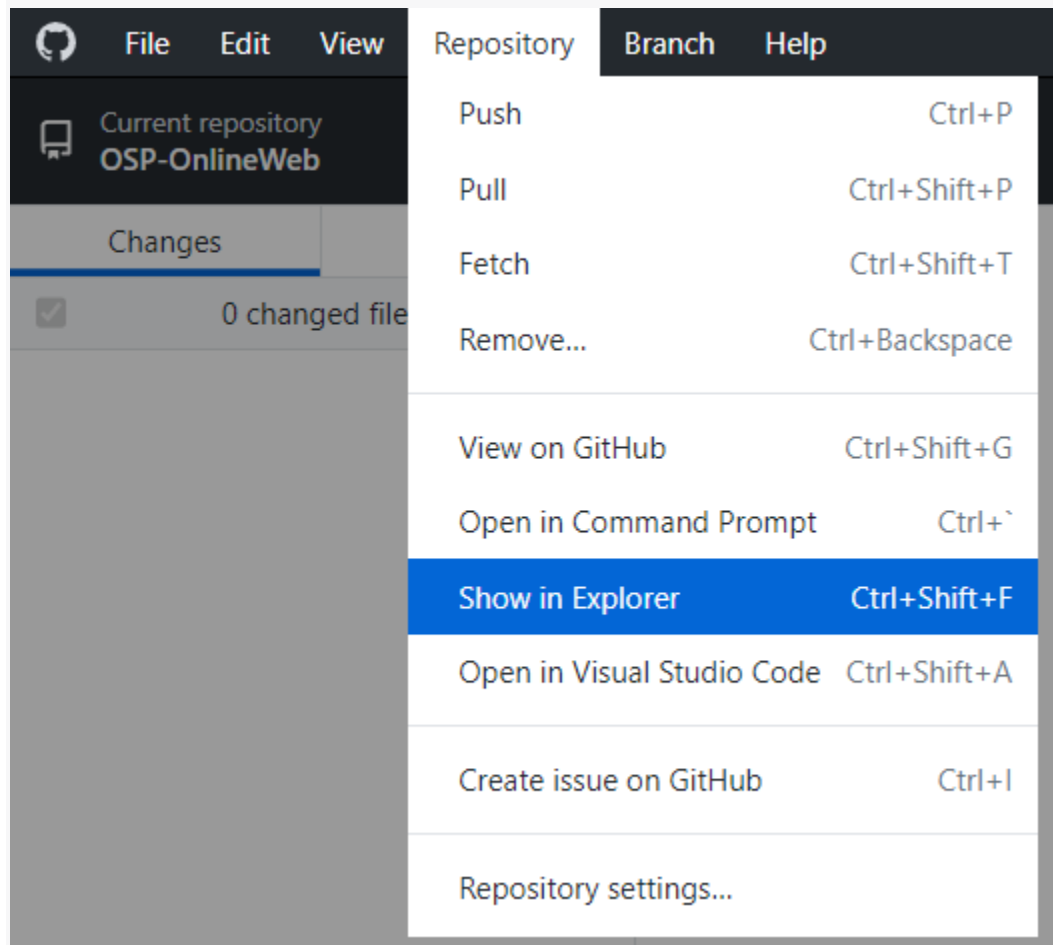 File Edit View Repository Branch Help
Current repository
OSP-OnlineWeb
Changes
0 changed file
Push Ctrl+P
Pull Ctrl+Shift+P
Fetch Ctrl+Shift+T
Remove... Ctrl+Backspace
View on GitHub Ctrl+Shift+G
Open in Command Prompt Ctrl+`
Show in Explorer Ctrl+Shift+F
Open in Visual Studio Code Ctrl+Shift+A
Create issue on GitHub Ctrl+I
Repository settings...